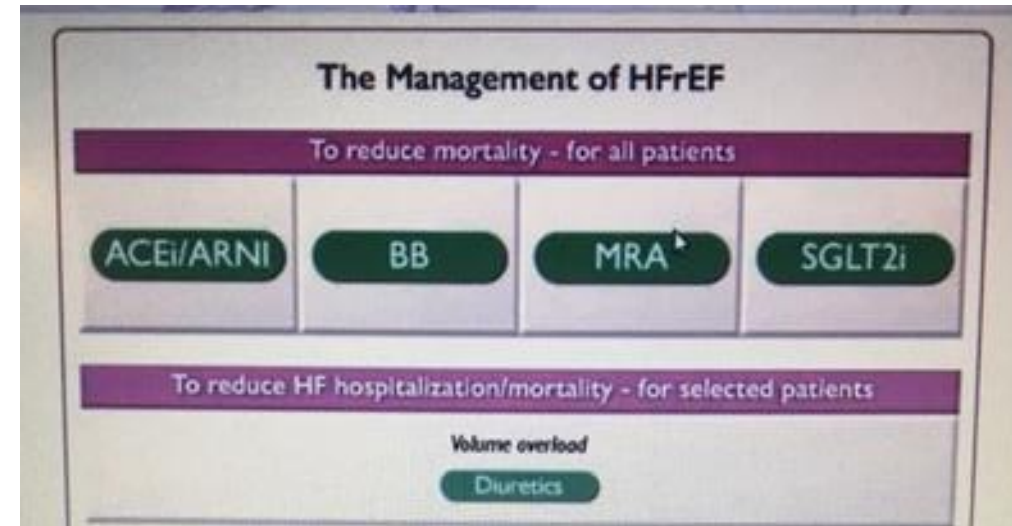 The Management of HFrEF
To reduce mortality - for all patients
ACEi/ARNI BB MRA SGLT2i
To reduce HF hospitalization/mortality - for selected patients
Volume overload
Diuretics